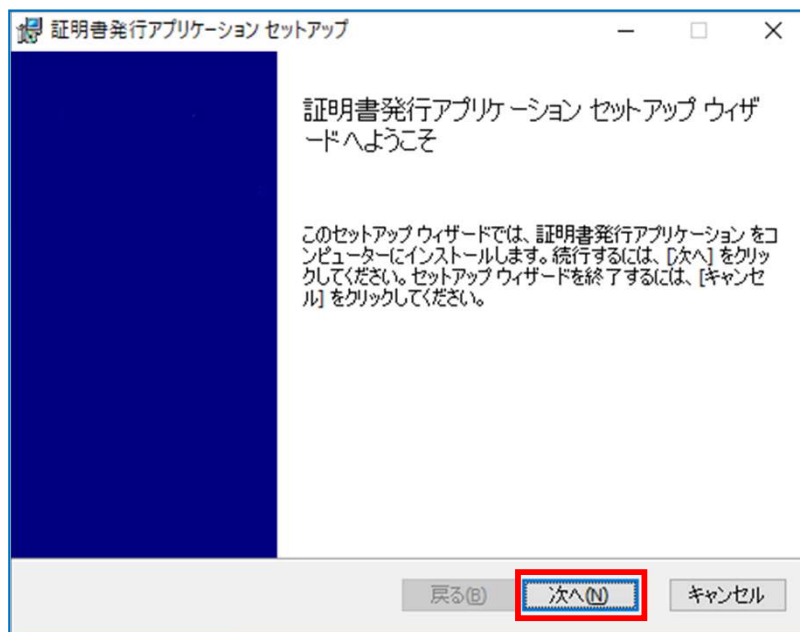 証明書発行アプリケーション セットアップ
証明書発行アプリケーション セットアップ ウィザ
ードへようこそ
このセットアップ ウィザードでは、証明書発行アプリケーション をコ
ンピューターにインストールします。続行するには、[次へ] をクリッ
クしてください。セットアップ ウィザードを終了するには、[キャンセ
ル] をクリックしてください。
戻る(B) 次へ(N) キャンセル